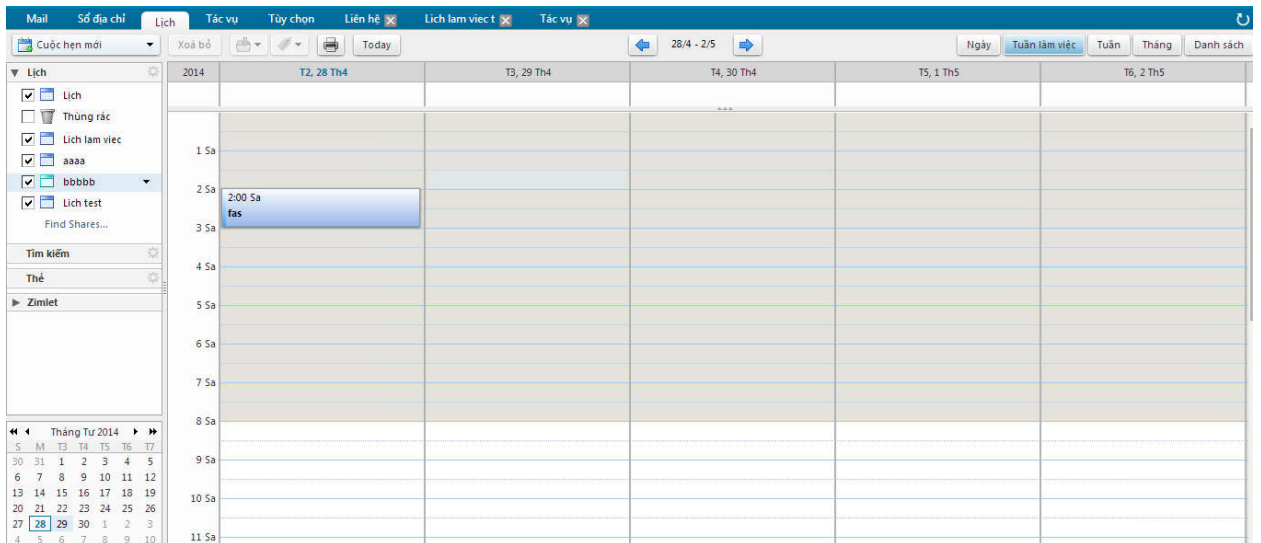 Mail Sổ địa chỉ Lịch Tác vụ Tùy chọn Liên hệ Lich lam viec t Tác vụ
Cuộc hẹn mới Xoá bỏ Today 28/4 - 2/5 Ngày Tuần làm việc Tuần Tháng Danh sách
Lịch
Lịch
Thùng rác
Lich lam viec
aaaa
bbbbb
Lich test
Find Shares...
Tìm kiếm
Thẻ
Zimlet
Tháng Tư 2014
S M T3 T4 T5 T6 T7
30 31 1 2 3 4 5
6 7 8 9 10 11 12
13 14 15 16 17 18 19
20 21 22 23 24 25 26
27 28 29 30 1 2 3
4 5 6 7 8 9 10
2014 T2, 28 Th4 T3, 29 Th4 T4, 30 Th4 T5, 1 Th5 T6, 2 Th5
1 Sa
2 Sa
2:00 Sa
fas
3 Sa
4 Sa
5 Sa
6 Sa
7 Sa
8 Sa
9 Sa
10 Sa
11 Sa